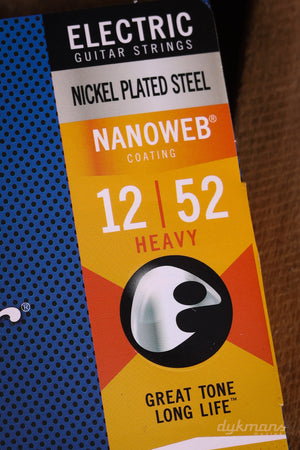 ELECTRIC
GUITAR STRINGS
NICKEL PLATED STEEL
NANOWEB®
COATING
12 | 52
HEAVY
GREAT TONE
LONG LIFE™
dykmans